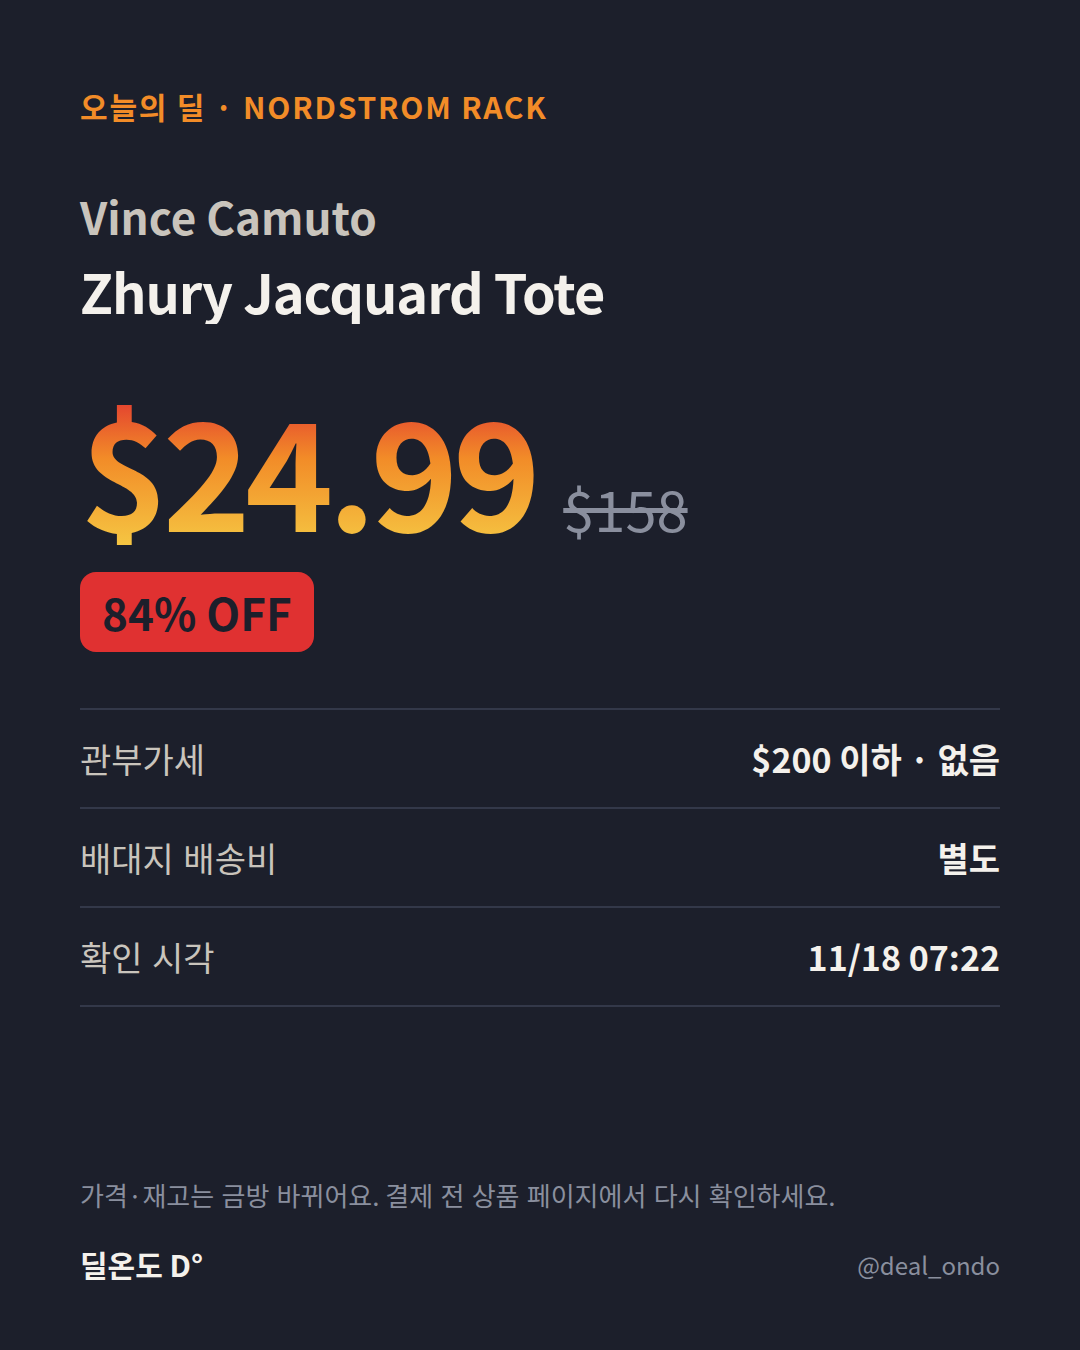 오늘의 딜 · NORDSTROM RACK
Vince Camuto
Zhury Jacquard Tote
$24.99 $158
84% OFF
관부가세 $200 이하 · 없음
배대지 배송비 별도
확인 시각 11/18 07:22
가격·재고는 금방 바뀌어요. 결제 전 상품 페이지에서 다시 확인하세요.
딜온도 D° @deal_ondo